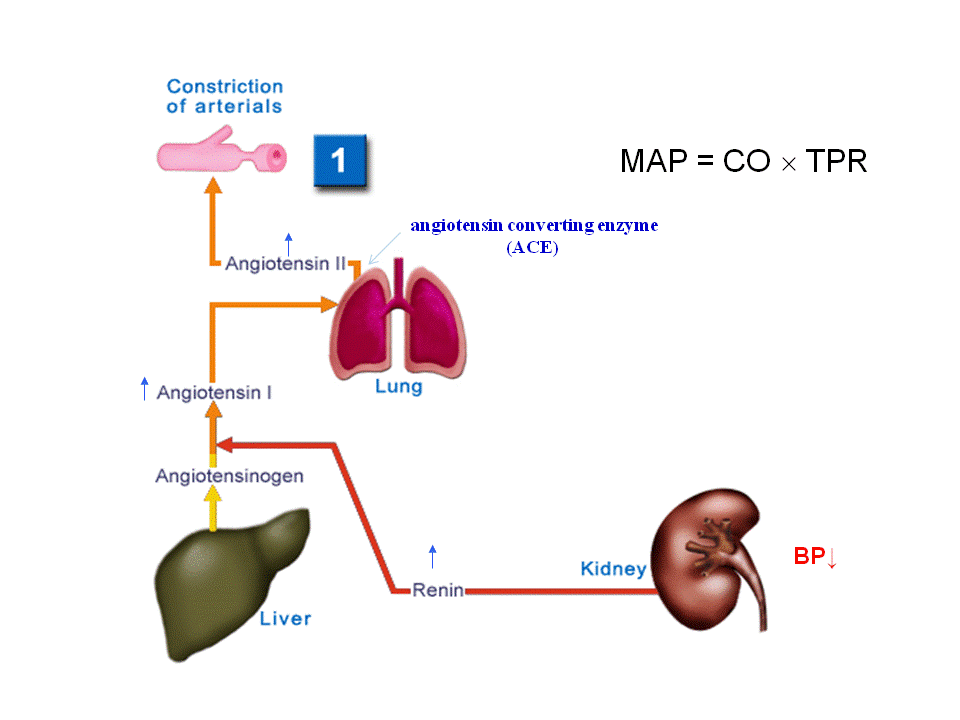 Constriction
of arterials
1
MAP = CO × TPR
angiotensin converting enzyme
(ACE)
↑
Angiotensin II
Lung
↑
Angiotensin I
Angiotensinogen
↑
Renin
Kidney
BP↓
Liver